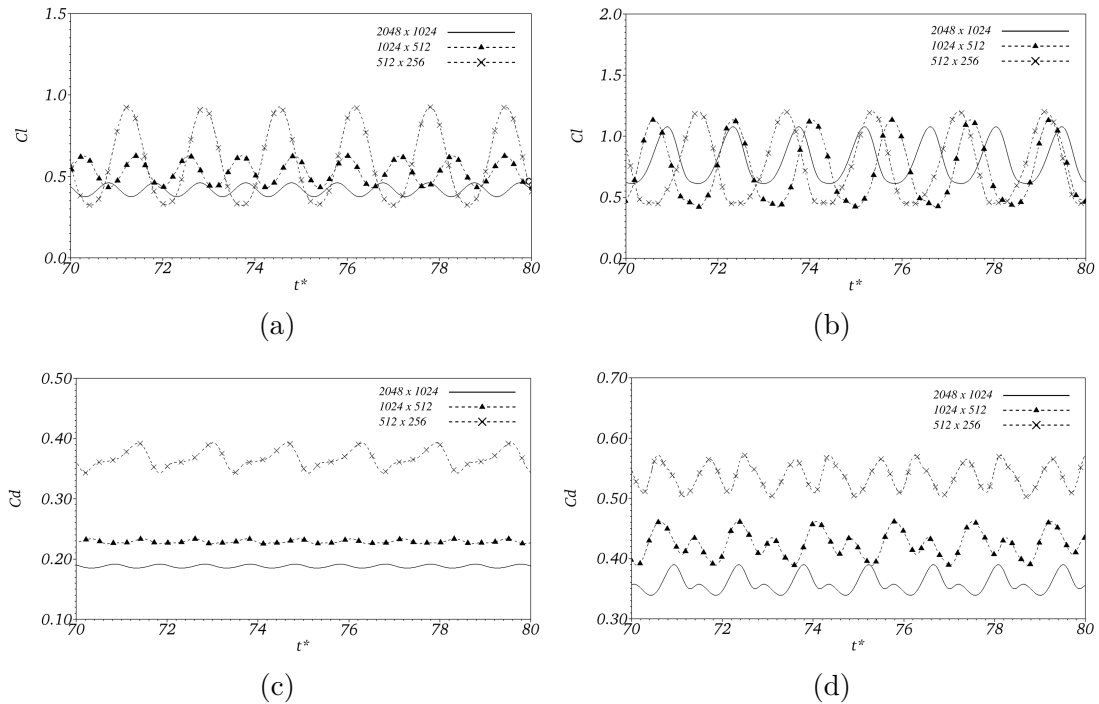 1.5
1.0
0.5
0.0
Cl
2048 x 1024
1024 x 512
512 x 256
70
72
74
76
78
80
t*
(a)
2.0
1.5
1.0
0.5
0.0
Cl
2048 x 1024
1024 x 512
512 x 256
70
72
74
76
78
80
t*
(b)
0.50
0.40
0.30
0.20
0.10
Cd
2048 x 1024
1024 x 512
512 x 256
70
72
74
76
78
80
t*
(c)
0.70
0.60
0.50
0.40
0.30
Cd
2048 x 1024
1024 x 512
512 x 256
70
72
74
76
78
80
t*
(d)